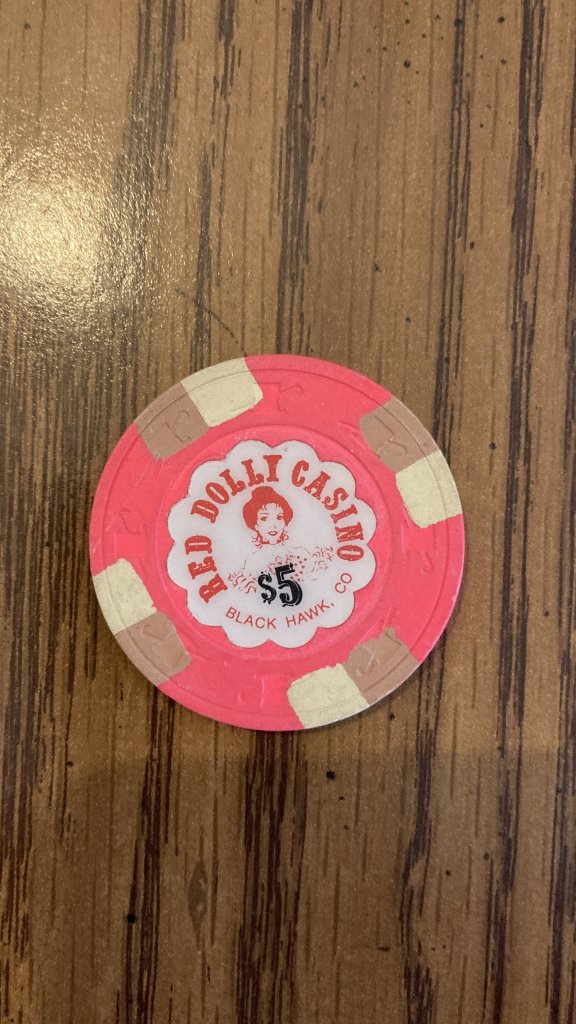 RED DOLLY CASINO
$5
BLACK HAWK, CO